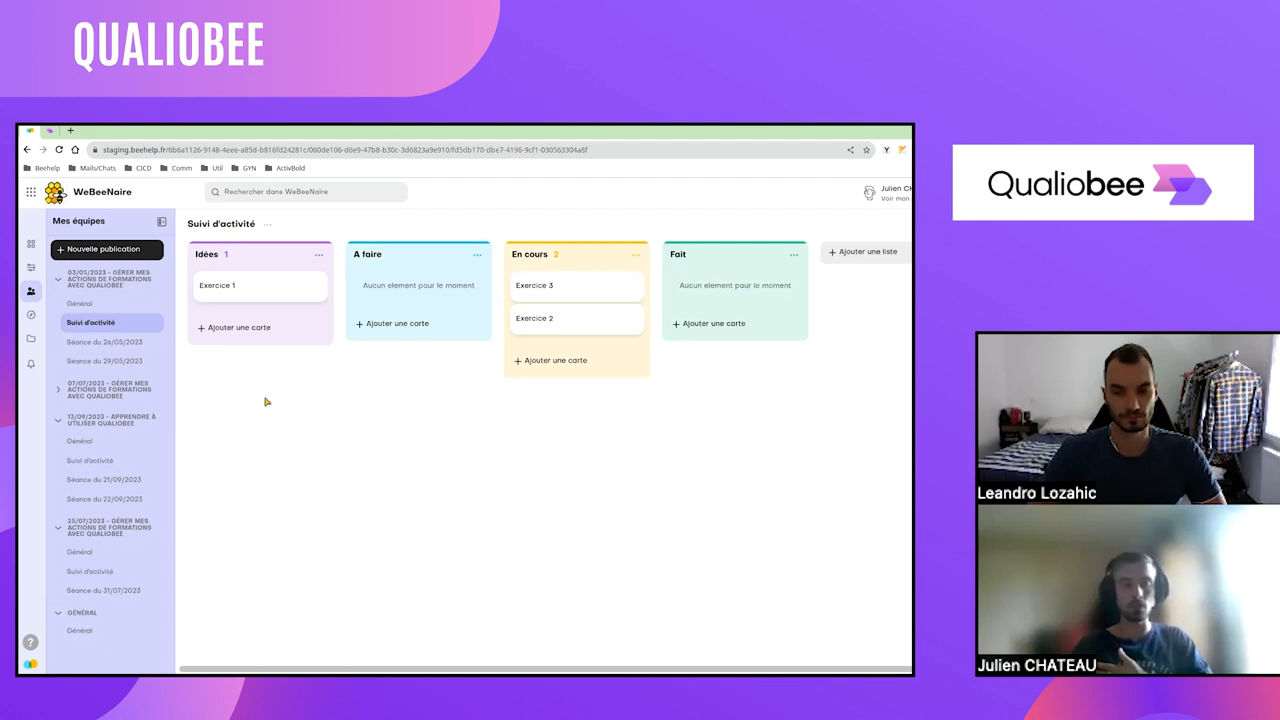 QUALIOBEE
staging.beehelp.fr/6b6a1126-9148-4eee-a85d-b816fd24281c/060de106-d6e9-47b8-b30c-3d6823a9e910/fd5db170-dbe7-4196-9cf1-030563304a8f
Beehelp
Mails/Chats
CICD
Comm
Util
GYN
ActivBold
WeBeeNaire
Rechercher dans WeBeeNaire
Julien CH
Voir mon
Mes équipes
+ Nouvelle publication
03/05/2023 - GÉRER MES
ACTIONS DE FORMATIONS
AVEC QUALIOBEE
Général
Suivi d'activité
Séance du 26/05/2023
Séance du 29/05/2023
07/07/2023 - GÉRER MES
ACTIONS DE FORMATIONS
AVEC QUALIOBEE
13/09/2023 - APPRENDRE À
UTILISER QUALIOBEE
Général
Suivi d'activité
Séance du 21/09/2023
Séance du 22/09/2023
25/07/2023 - GÉRER MES
ACTIONS DE FORMATIONS
AVEC QUALIOBEE
Général
Suivi d'activité
Séance du 31/07/2023
GÉNÉRAL
Général
?
Suivi d'activité ...
Idées 1 ...
Exercice 1
+ Ajouter une carte
A faire ...
Aucun element pour le moment
+ Ajouter une carte
En cours 2 ...
Exercice 3
Exercice 2
+ Ajouter une carte
Fait ...
Aucun element pour le moment
+ Ajouter une carte
+ Ajouter une liste
Qualiobee
Leandro Lozahic
Julien CHATEAU